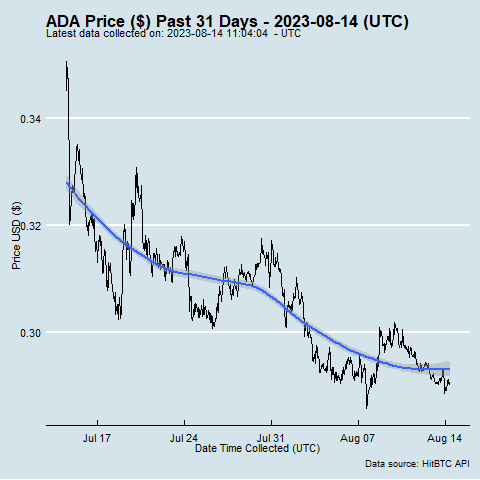 ADA Price ($) Past 31 Days - 2023-08-14 (UTC)
Latest data collected on: 2023-08-14 11:04:04 - UTC
0.34
0.32
0.30
Price USD ($)
Jul 17 Jul 24 Jul 31 Aug 07 Aug 14
Date Time Collected (UTC)
Data source: HitBTC API